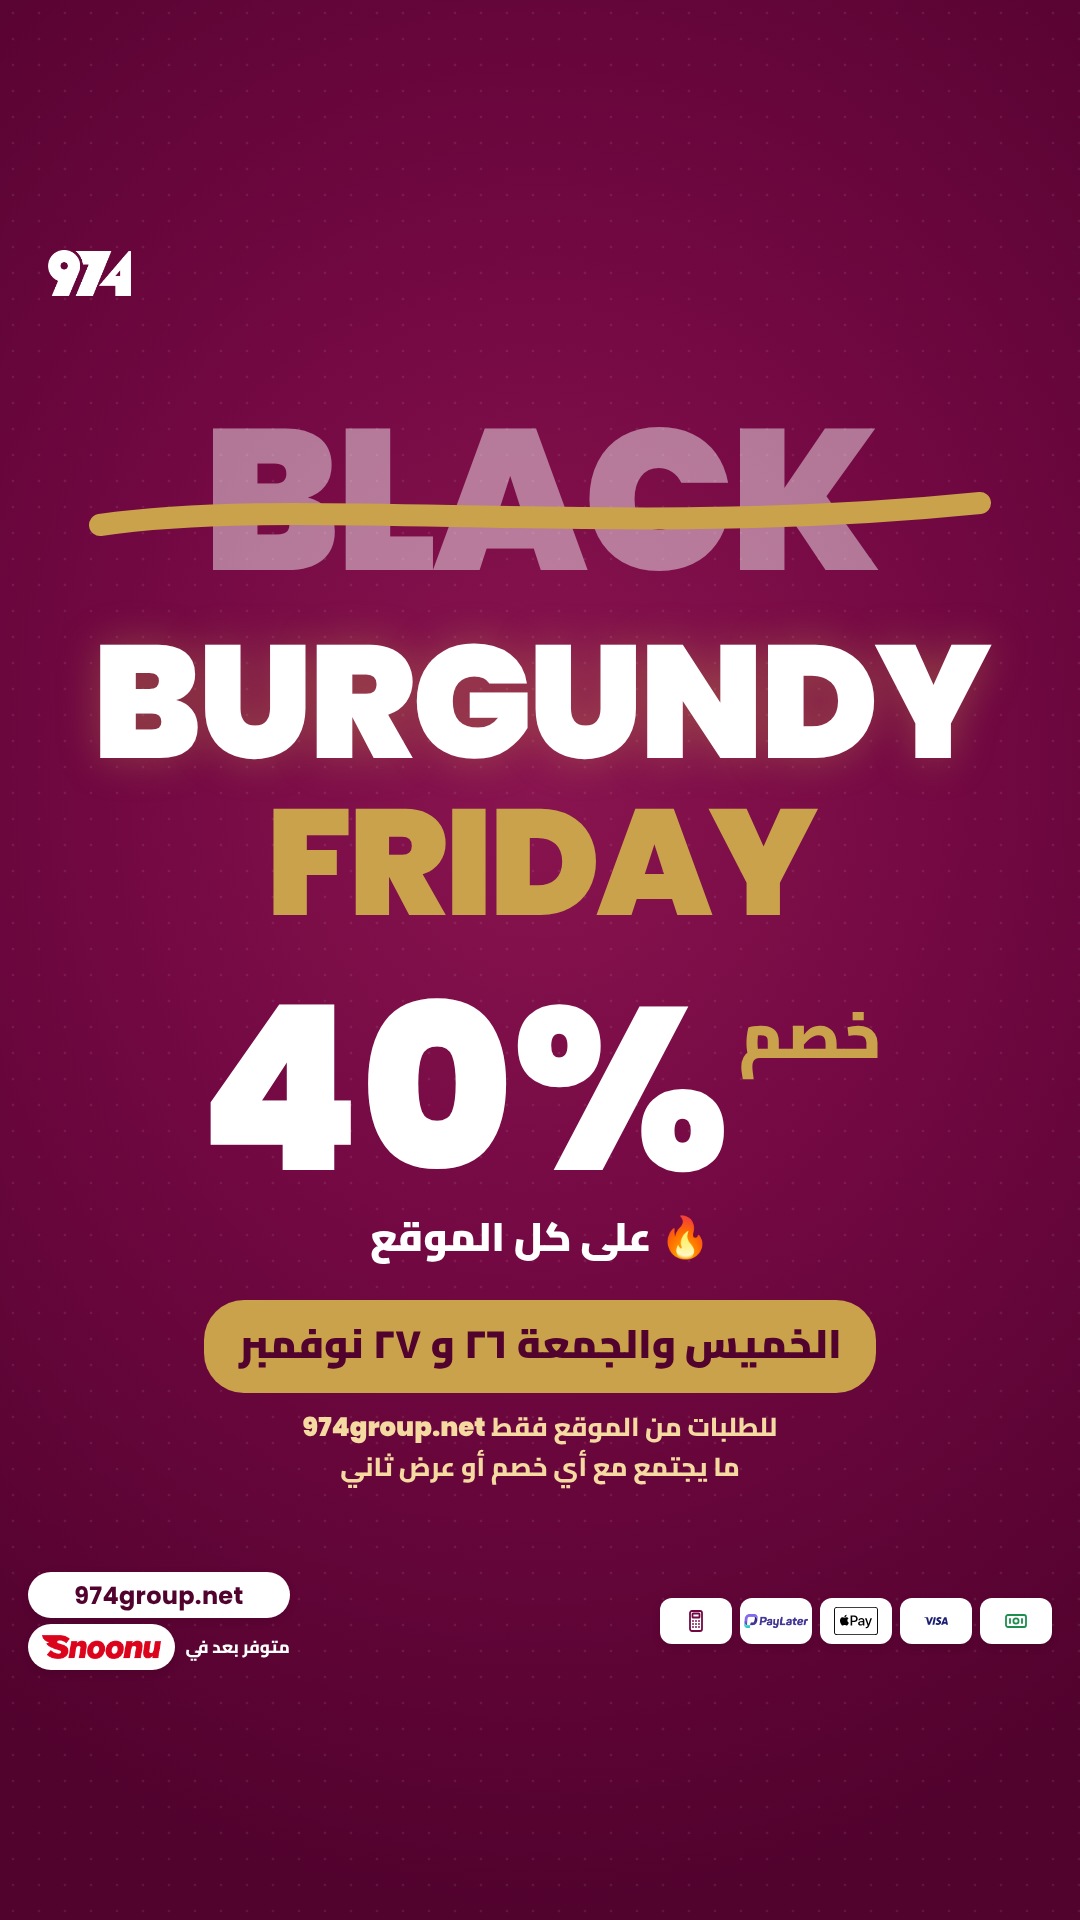 974
BLACK
BURGUNDY
FRIDAY
خصم 40%
🔥 على كل الموقع
الخميس والجمعة ٢٦ و ٢٧ نوفمبر
للطلبات من الموقع فقط 974group.net
ما يجتمع مع أي خصم أو عرض ثاني
974group.net
متوفر بعد في Snoonu
PayLater
Pay
VISA